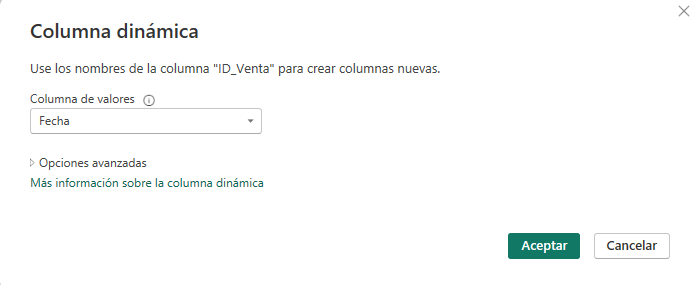 Columna dinámica
Use los nombres de la columna "ID_Venta" para crear columnas nuevas.
Columna de valores
Fecha
Opciones avanzadas
Más información sobre la columna dinámica
Aceptar
Cancelar